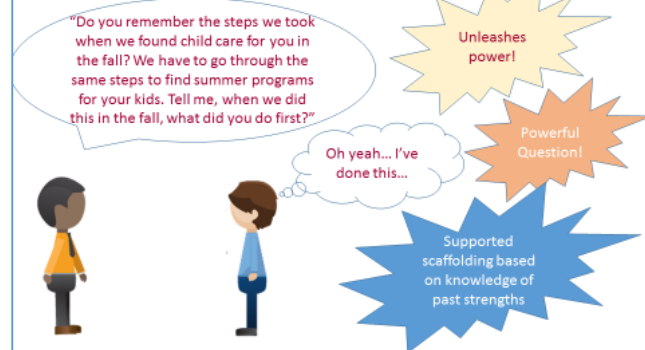 “Do you remember the steps we took
when we found child care for you in
the fall? We have to go through the
same steps to find summer programs
for your kids. Tell me, when we did
this in the fall, what did you do first?”
Unleashes
power!
Powerful
Question!
Oh yeah... I’ve
done this...
Supported
scaffolding based
on knowledge of
past strengths